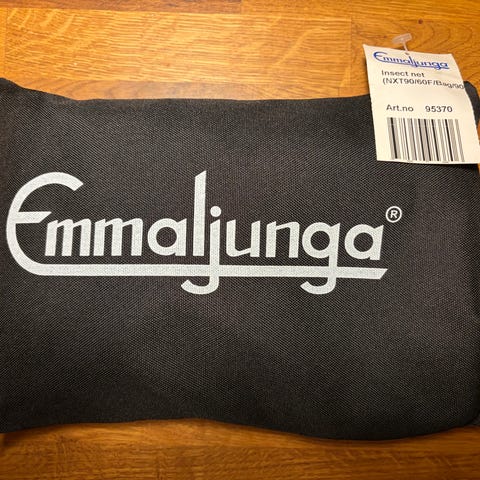 Emmaljunga
Insect net
(NXT90/60F/Bag/90
Art.no 95370
Emmaljunga®